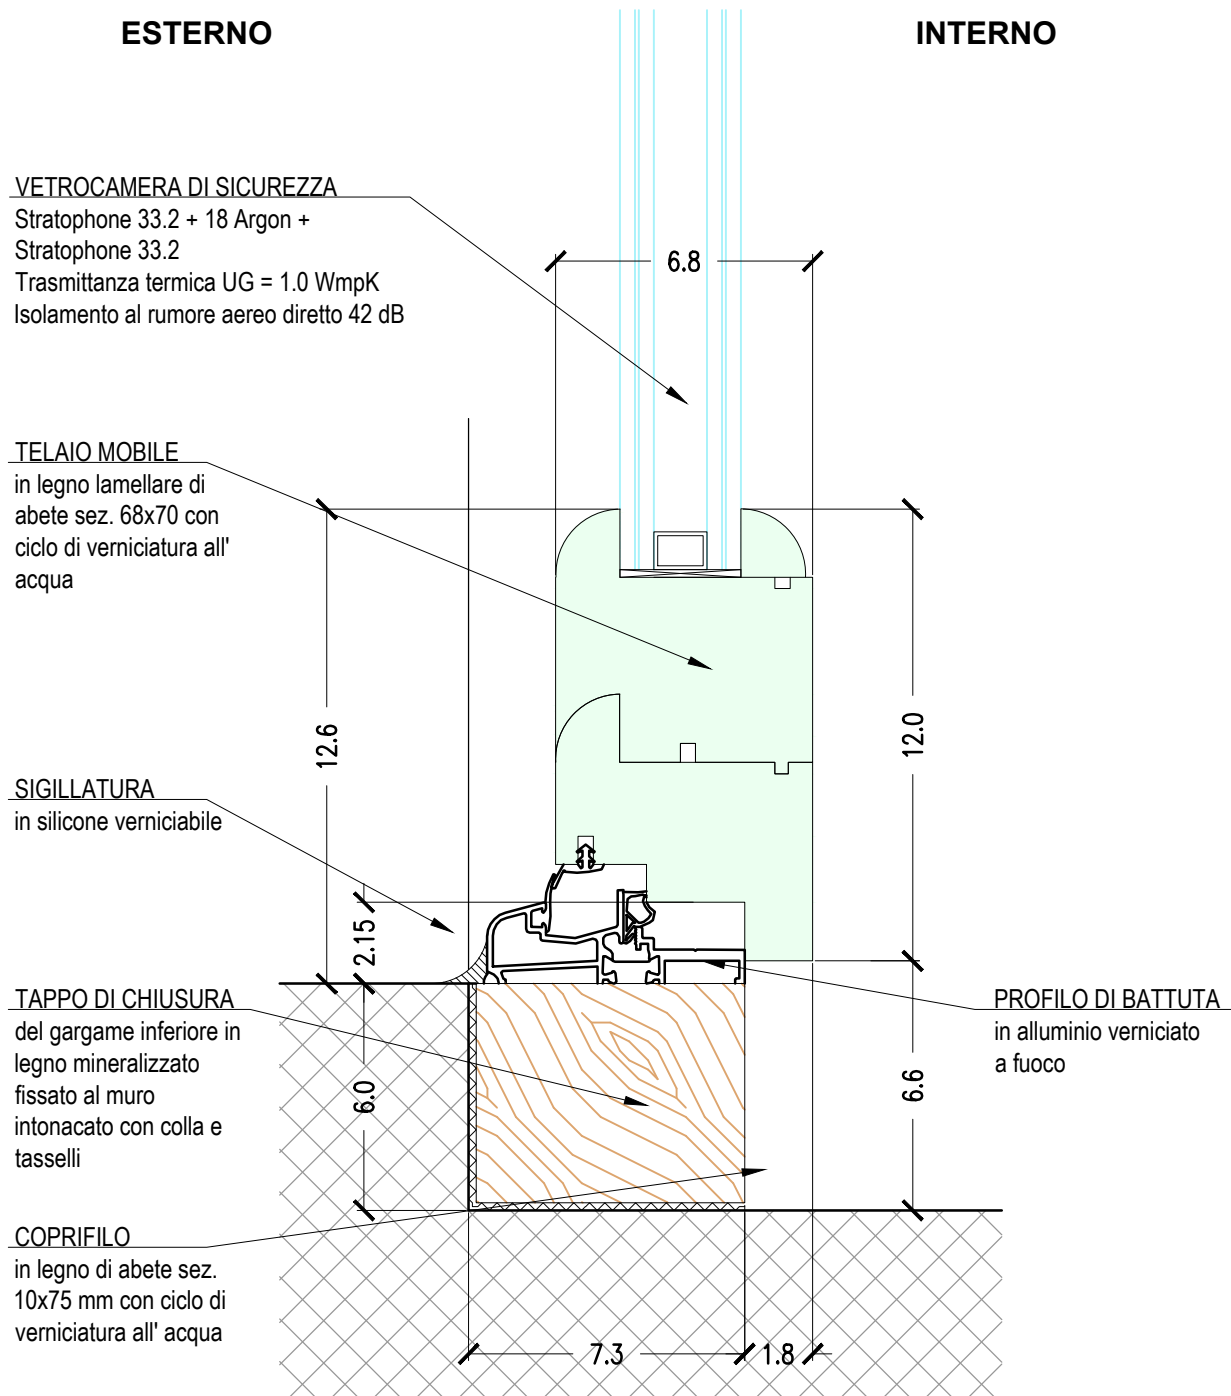 ESTERNO
INTERNO
VETROCAMERA DI SICUREZZA
Stratophone 33.2 + 18 Argon +
Stratophone 33.2
Trasmittanza termica UG = 1.0 WmpK
Isolamento al rumore aereo diretto 42 dB
6.8
TELAIO MOBILE
in legno lamellare di
abete sez. 68x70 con
ciclo di verniciatura all'
acqua
12.6
12.0
SIGILLATURA
in silicone verniciabile
2.15
TAPPO DI CHIUSURA
del gargame inferiore in
legno mineralizzato
fissato al muro
intonacato con colla e
tasselli
6.0
PROFILO DI BATTUTA
in alluminio verniciato
a fuoco
6.6
COPRIFILO
in legno di abete sez.
10x75 mm con ciclo di
verniciatura all' acqua
7.3
1.8